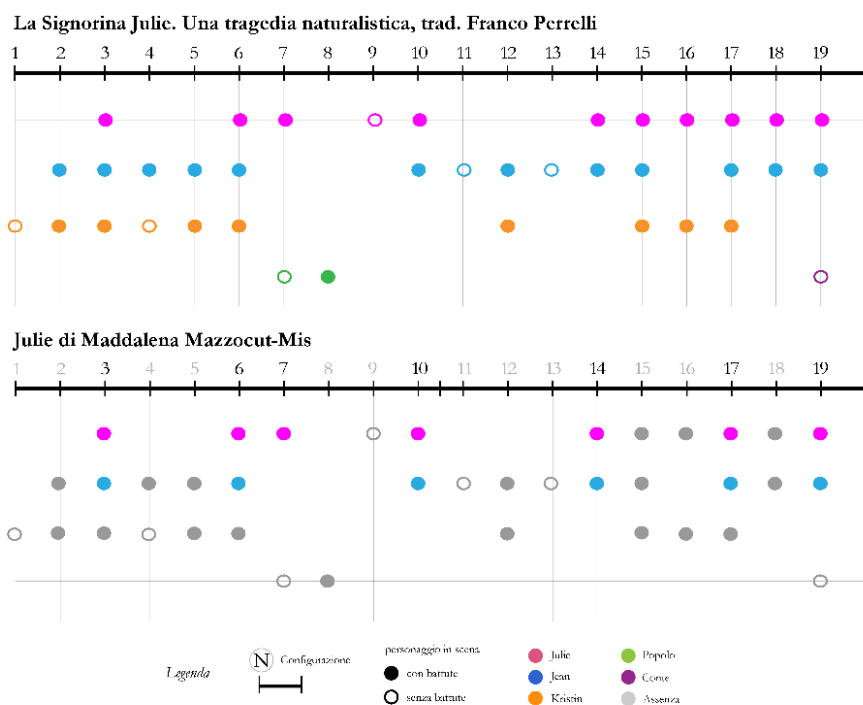 La Signorina Julie. Una tragedia naturalistica, trad. Franco Perrelli
1 2 3 4 5 6 7 8 9 10 11 12 13 14 15 16 17 18 19
Julie di Maddalena Mazzocut-Mis
1 2 3 4 5 6 7 8 9 10 11 12 13 14 15 16 17 18 19
Legenda
N Configurazione
personaggio in scena
con battute
senza battute
Julie
Jean
Kristin
Popolo
Conte
Assenza